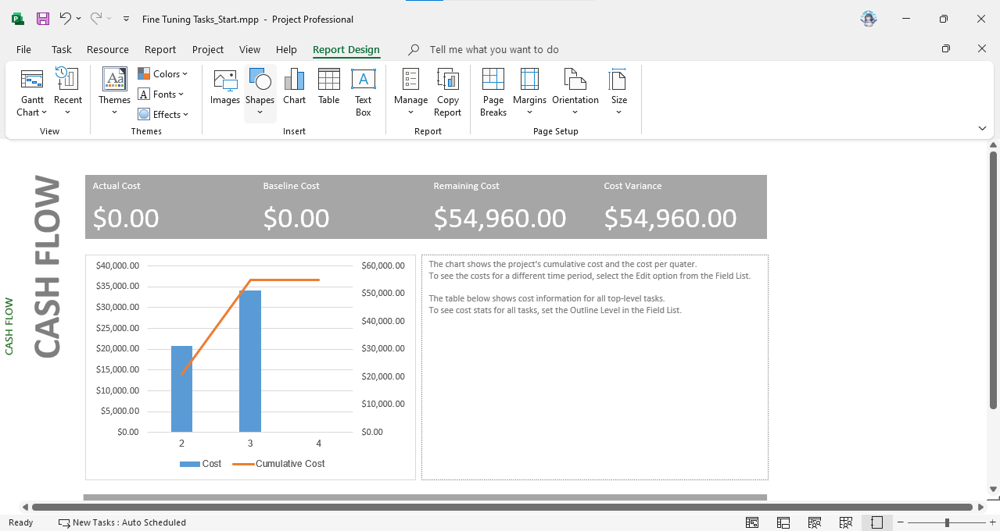 Fine Tuning Tasks_Start.mpp - Project Professional
File Task Resource Report Project View Help Report Design Tell me what you want to do
Gantt Chart Recent Themes Colors Fonts Effects Images Shapes Chart Table Text Box Manage Copy Report Page Breaks Margins Orientation Size
View Themes Insert Report Page Setup
CASH FLOW
CASH FLOW
Actual Cost Baseline Cost Remaining Cost Cost Variance
$0.00 $0.00 $54,960.00 $54,960.00
$40,000.00
$35,000.00
$30,000.00
$25,000.00
$20,000.00
$15,000.00
$10,000.00
$5,000.00
$0.00
$60,000.00
$50,000.00
$40,000.00
$30,000.00
$20,000.00
$10,000.00
$0.00
2 3 4
Cost Cumulative Cost
The chart shows the project's cumulative cost and the cost per quater.
To see the costs for a different time period, select the Edit option from the Field List.
The table below shows cost information for all top-level tasks.
To see cost stats for all tasks, set the Outline Level in the Field List.
Ready New Tasks : Auto Scheduled